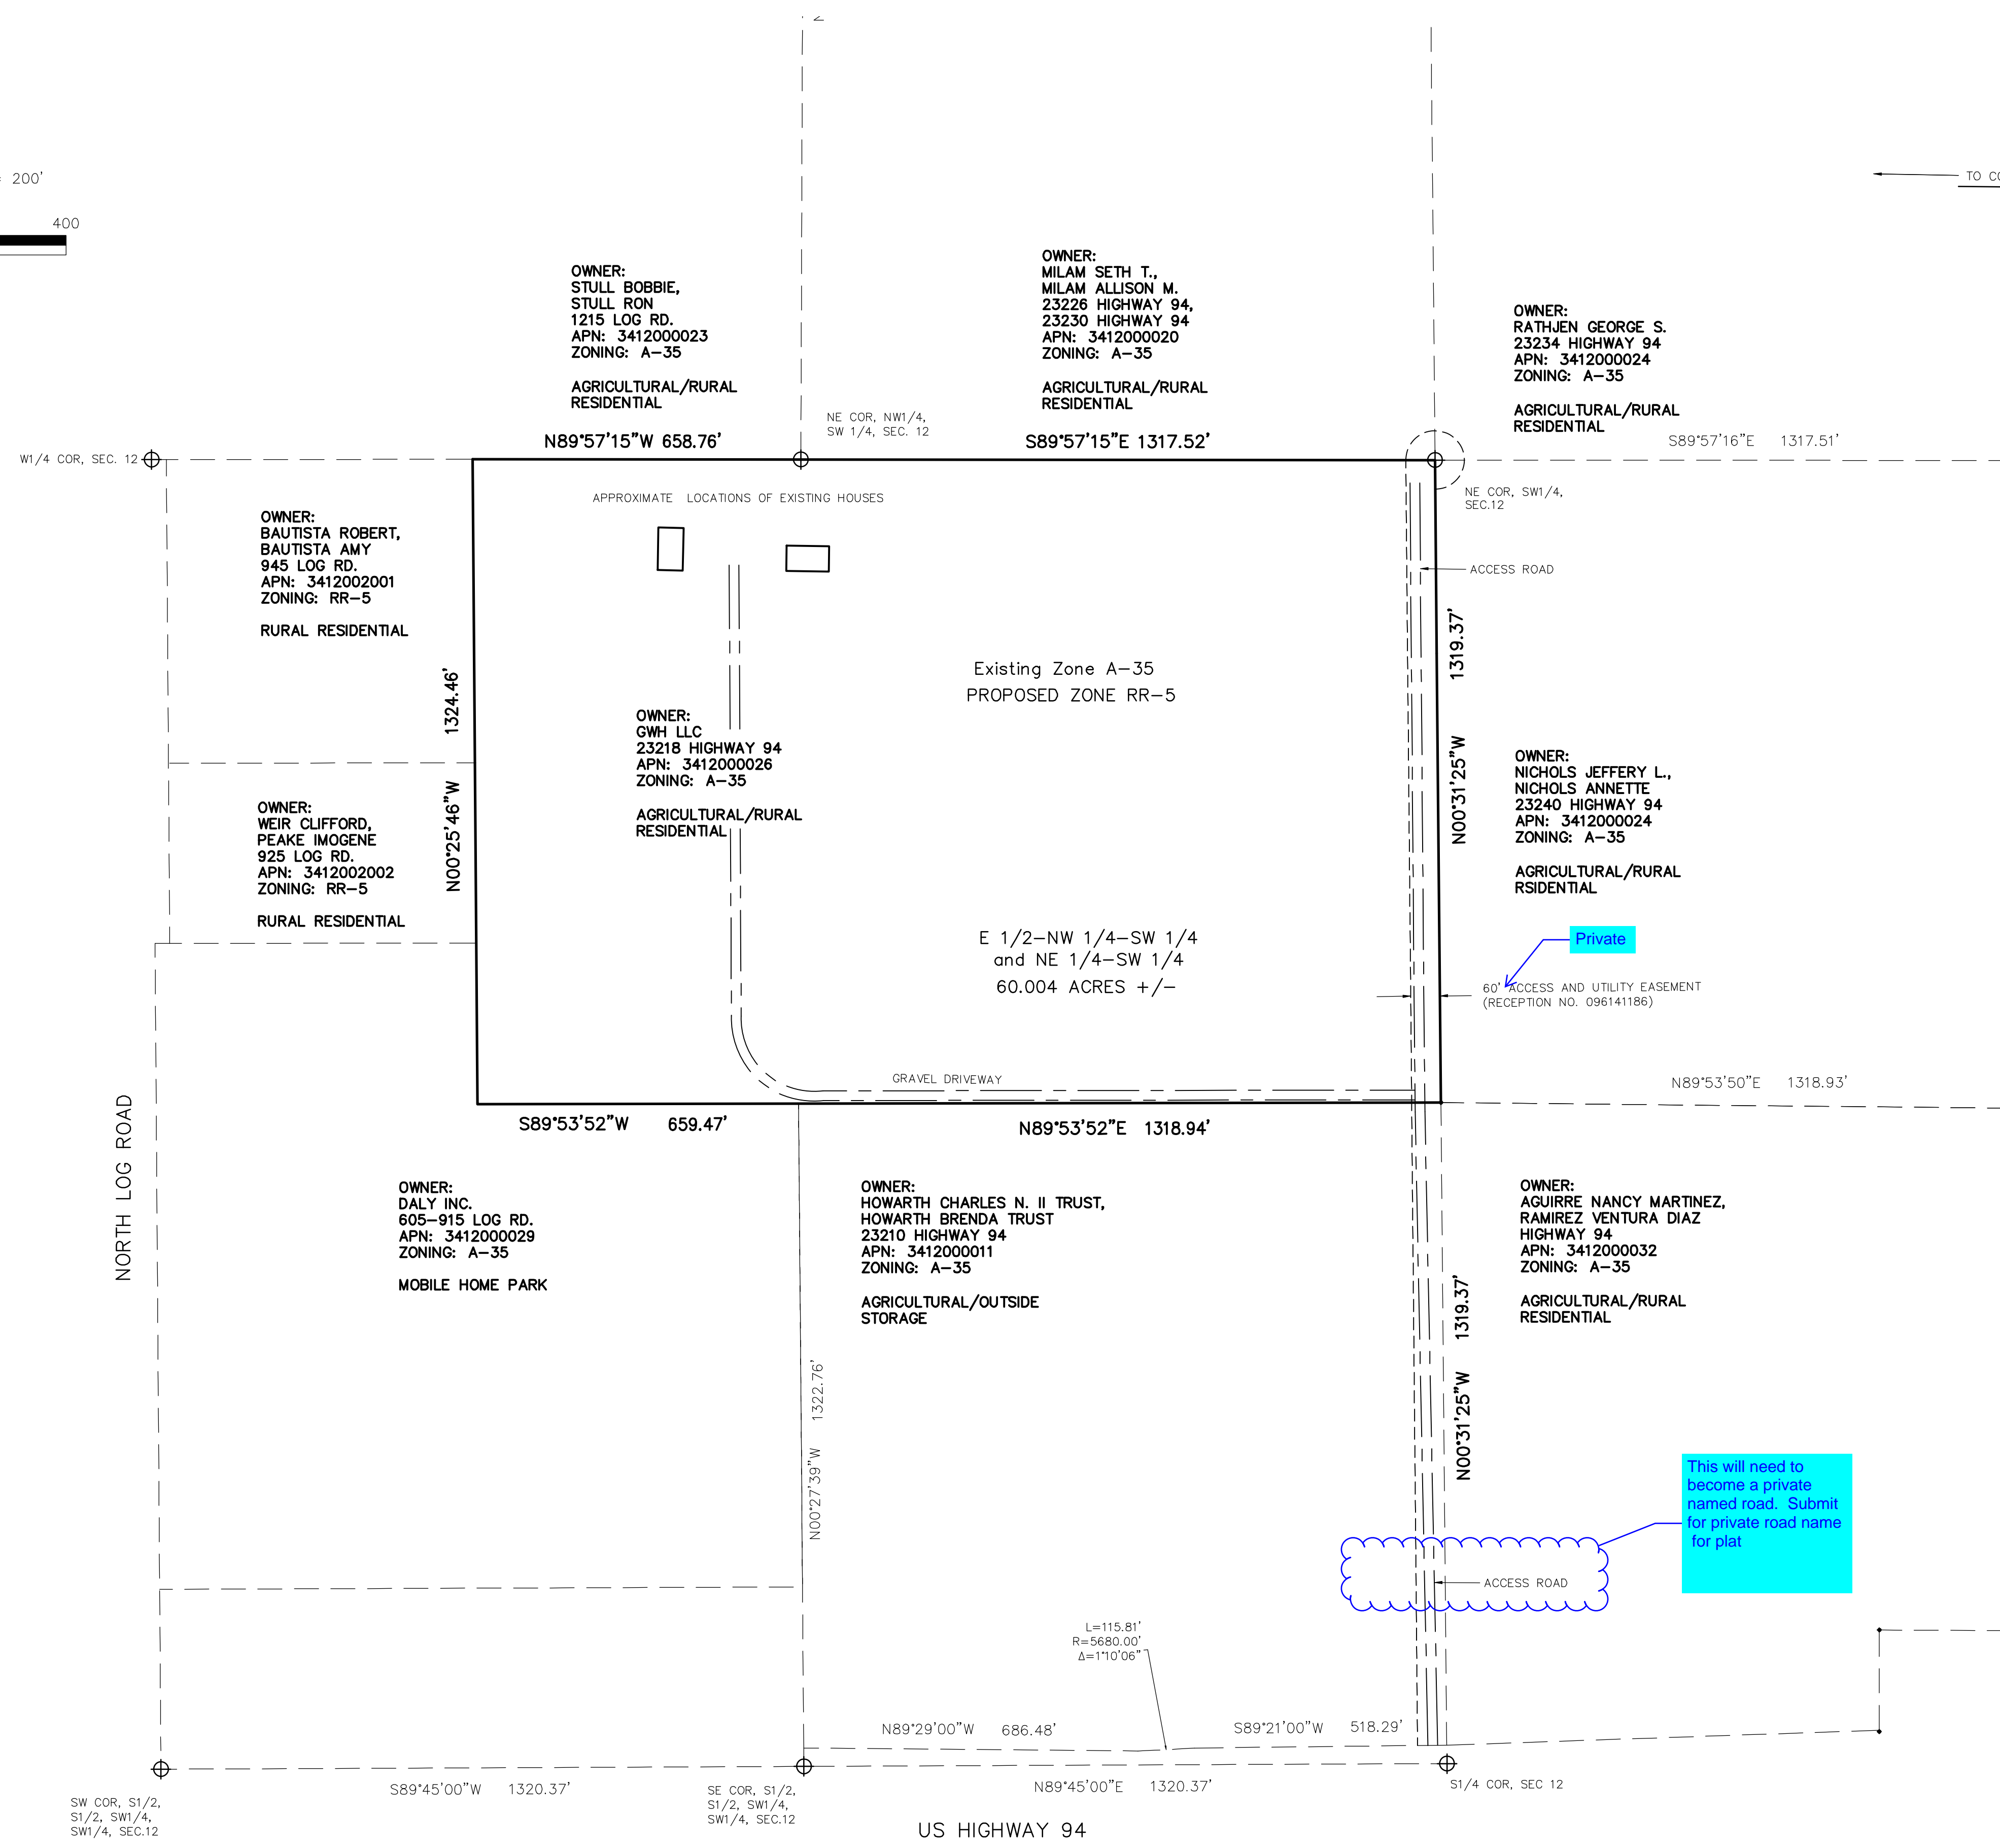 200'
400
TO
OWNER:
STULL BOBBIE,
STULL RON
1215 LOG RD.
APN: 3412000023
ZONING: A-35
AGRICULTURAL/RURAL
RESIDENTIAL
OWNER:
MILAM SETH T.,
MILAM ALLISON M.
23226 HIGHWAY 94,
23230 HIGHWAY 94
APN: 3412000020
ZONING: A-35
AGRICULTURAL/RURAL
RESIDENTIAL
OWNER:
RATHJEN GEORGE S.
23234 HIGHWAY 94
APN: 3412000024
ZONING: A-35
AGRICULTURAL/RURAL
RESIDENTIAL
NE COR, NW1/4,
SW 1/4, SEC. 12
N89°57'15"W 658.76'
S89°57'15"E 1317.52'
S89°57'16"E 1317.51'
W1/4 COR, SEC. 12
NE COR, SW1/4,
SEC.12
APPROXIMATE LOCATIONS OF EXISTING HOUSES
OWNER:
BAUTISTA ROBERT,
BAUTISTA AMY
945 LOG RD.
APN: 3412002001
ZONING: RR-5
RURAL RESIDENTIAL
ACCESS ROAD
1324.46'
N00°25'46"W
1319.37'
N00°31'25"W
Existing Zone A-35
PROPOSED ZONE RR-5
OWNER:
GWH LLC
23218 HIGHWAY 94
APN: 3412000026
ZONING: A-35
AGRICULTURAL/RURAL
RESIDENTIAL
OWNER:
NICHOLS JEFFERY L.,
NICHOLS ANNETTE
23240 HIGHWAY 94
APN: 3412000024
ZONING: A-35
AGRICULTURAL/RURAL
RSIDENTIAL
OWNER:
WEIR CLIFFORD,
PEAKE IMOGENE
925 LOG RD.
APN: 3412002002
ZONING: RR-5
RURAL RESIDENTIAL
E 1/2-NW 1/4-SW 1/4
and NE 1/4-SW 1/4
60.004 ACRES +/-
Private
60' ACCESS AND UTILITY EASEMENT
(RECEPTION NO. 096141186)
GRAVEL DRIVEWAY
N89°53'50"E 1318.93'
S89°53'52"W 659.47'
N89°53'52"E 1318.94'
NORTH LOG ROAD
OWNER:
DALY INC.
605-915 LOG RD.
APN: 3412000029
ZONING: A-35
MOBILE HOME PARK
OWNER:
HOWARTH CHARLES N. II TRUST,
HOWARTH BRENDA TRUST
23210 HIGHWAY 94
APN: 3412000011
ZONING: A-35
AGRICULTURAL/OUTSIDE
STORAGE
OWNER:
AGUIRRE NANCY MARTINEZ,
RAMIREZ VENTURA DIAZ
HIGHWAY 94
APN: 3412000032
ZONING: A-35
AGRICULTURAL/RURAL
RESIDENTIAL
N00°27'39"W 1322.76'
N00°31'25"W 1319.37'
This will need to
become a private
named road. Submit
for private road name
for plat
ACCESS ROAD
L=115.81'
R=5680.00'
Δ=1°10'06"
N89°29'00"W 686.48'
S89°21'00"W 518.29'
S89°45'00"W 1320.37'
N89°45'00"E 1320.37'
SW COR, S1/2,
S1/2, SW1/4,
SW1/4, SEC.12
SE COR, S1/2,
S1/2, SW1/4,
SW1/4, SEC.12
S1/4 COR, SEC 12
US HIGHWAY 94